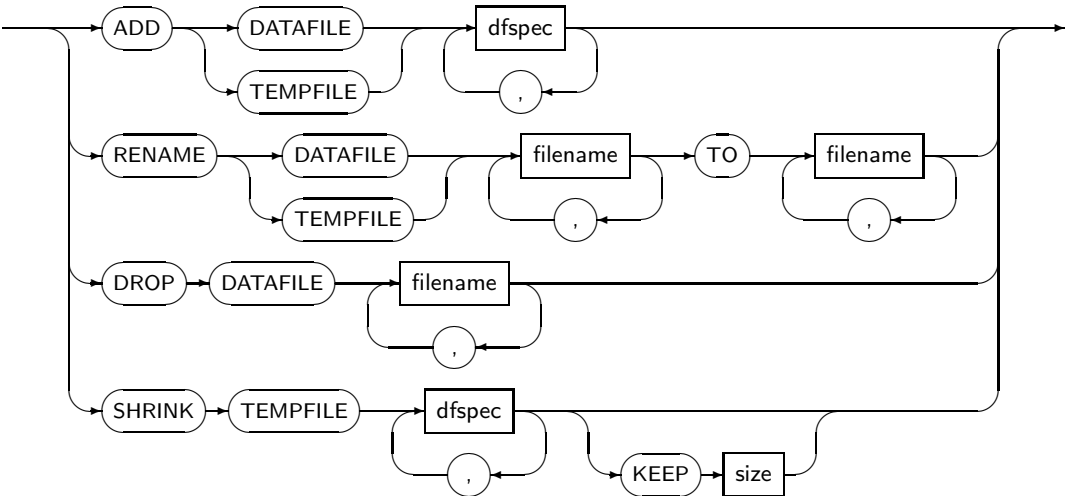 ADD DATAFILE dfspec
TEMPFILE ,
RENAME DATAFILE filename TO filename
TEMPFILE , ,
DROP DATAFILE filename
,
SHRINK TEMPFILE dfspec
, KEEP size